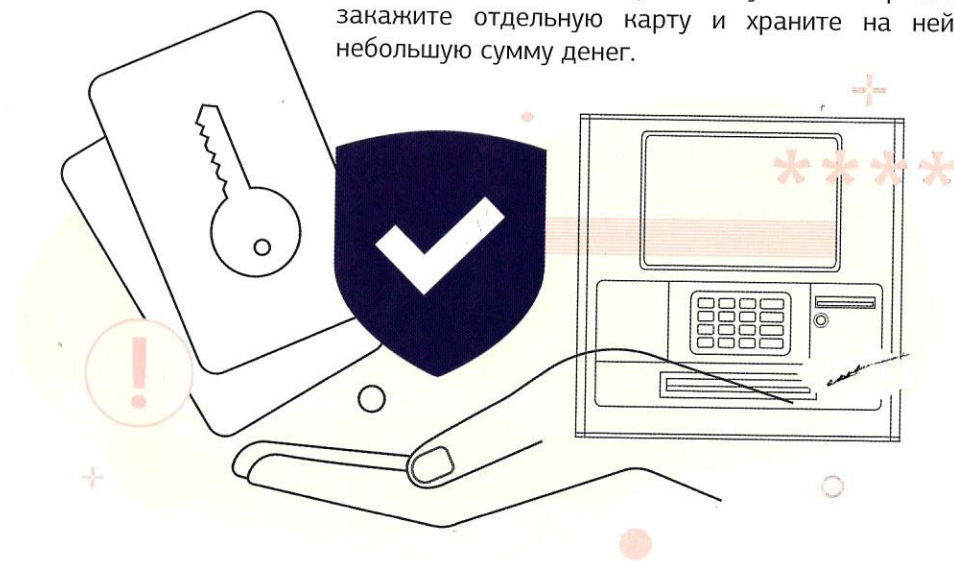 закажите отдельную карту и храните на ней
небольшую сумму денег.
****